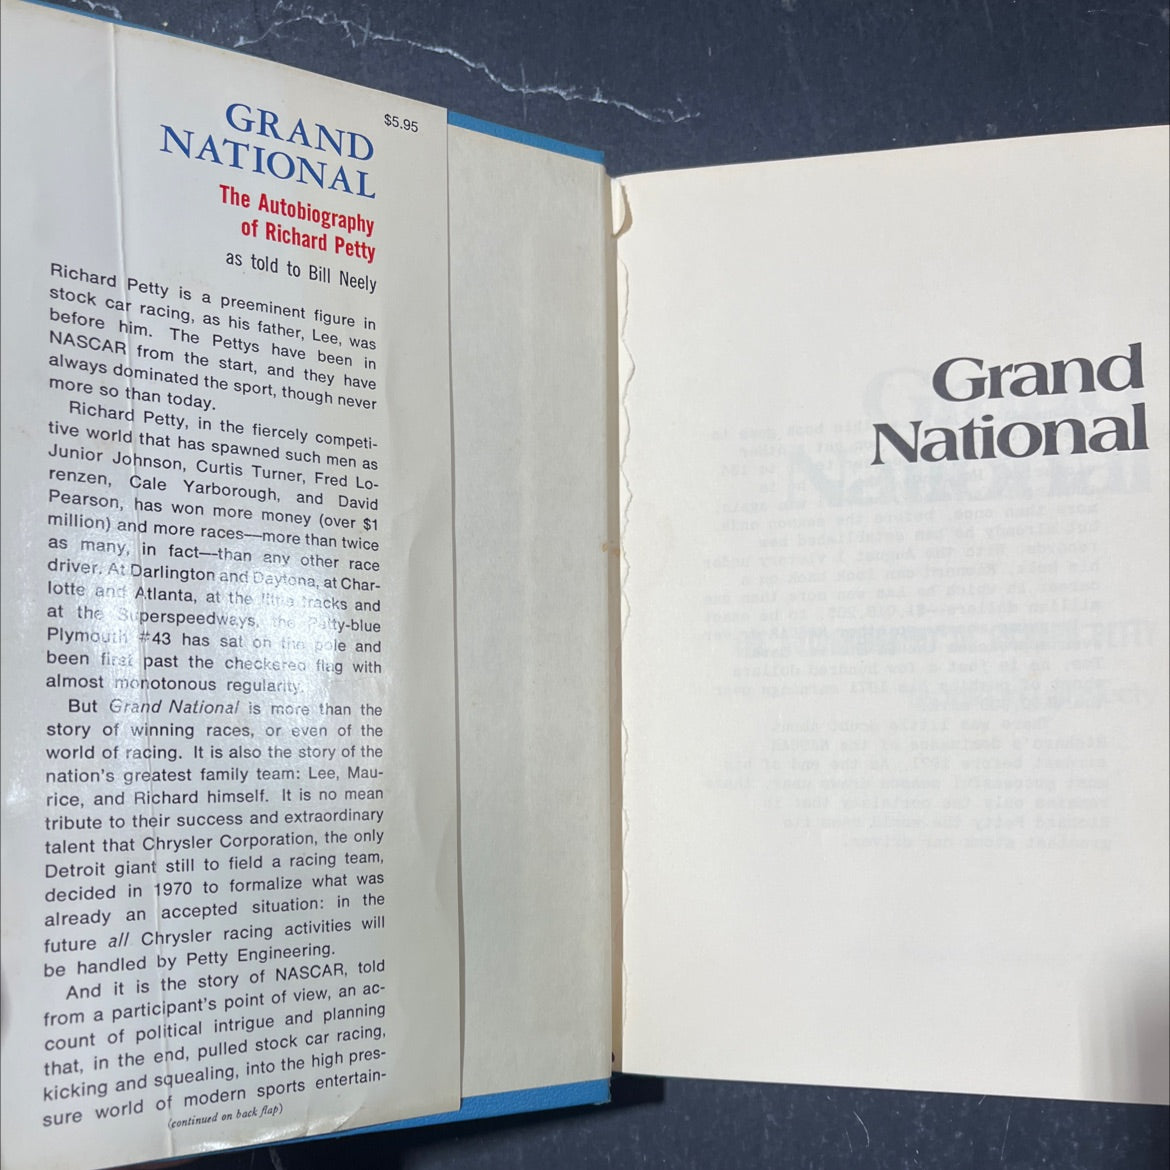 $5.95
GRAND
NATIONAL
The Autobiography
of Richard Petty
as told to Bill Neely
Richard Petty is a preeminent figure in
stock car racing, as his father, Lee, was
before him. The Pettys have been in
NASCAR from the start, and they have
always dominated the sport, though never
more so than today.
Richard Petty, in the fiercely competi-
tive world that has spawned such men as
Junior Johnson, Curtis Turner, Fred Lo-
renzen, Cale Yarborough, and David
Pearson, has won more money (over $1
million) and more races—more than twice
as many, in fact—than any other race
driver. At Darlington and Daytona, at Char-
lotte and Atlanta, at the little tracks and
at the Superspeedways, the Petty-blue
Plymouth #43 has sat on the pole and
been first past the checkered flag with
almost monotonous regularity.
But Grand National is more than the
story of winning races, or even of the
world of racing. It is also the story of the
nation's greatest family team: Lee, Mau-
rice, and Richard himself. It is no mean
tribute to their success and extraordinary
talent that Chrysler Corporation, the only
Detroit giant still to field a racing team,
decided in 1970 to formalize what was
already an accepted situation: in the
future all Chrysler racing activities will
be handled by Petty Engineering.
And it is the story of NASCAR, told
from a participant's point of view, an ac-
count of political intrigue and planning
that, in the end, pulled stock car racing,
kicking and squealing, into the high pres-
sure world of modern sports entertain-
(continued on back flap)
Grand
National